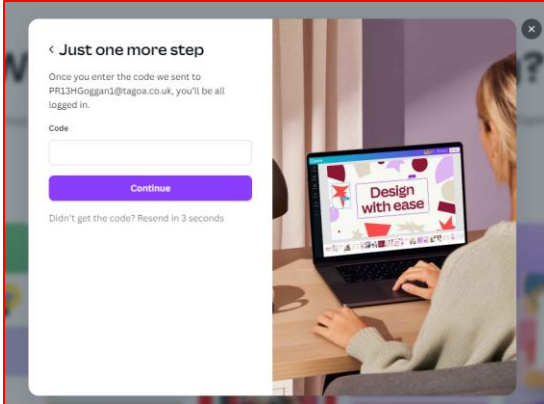 Just one more step
Once you enter the code we sent to
PR13HGoggan1@tagoa.co.uk, you'll be all
logged in.
Code
Continue
Didn't get the code? Resend in 3 seconds
Design
with ease
?